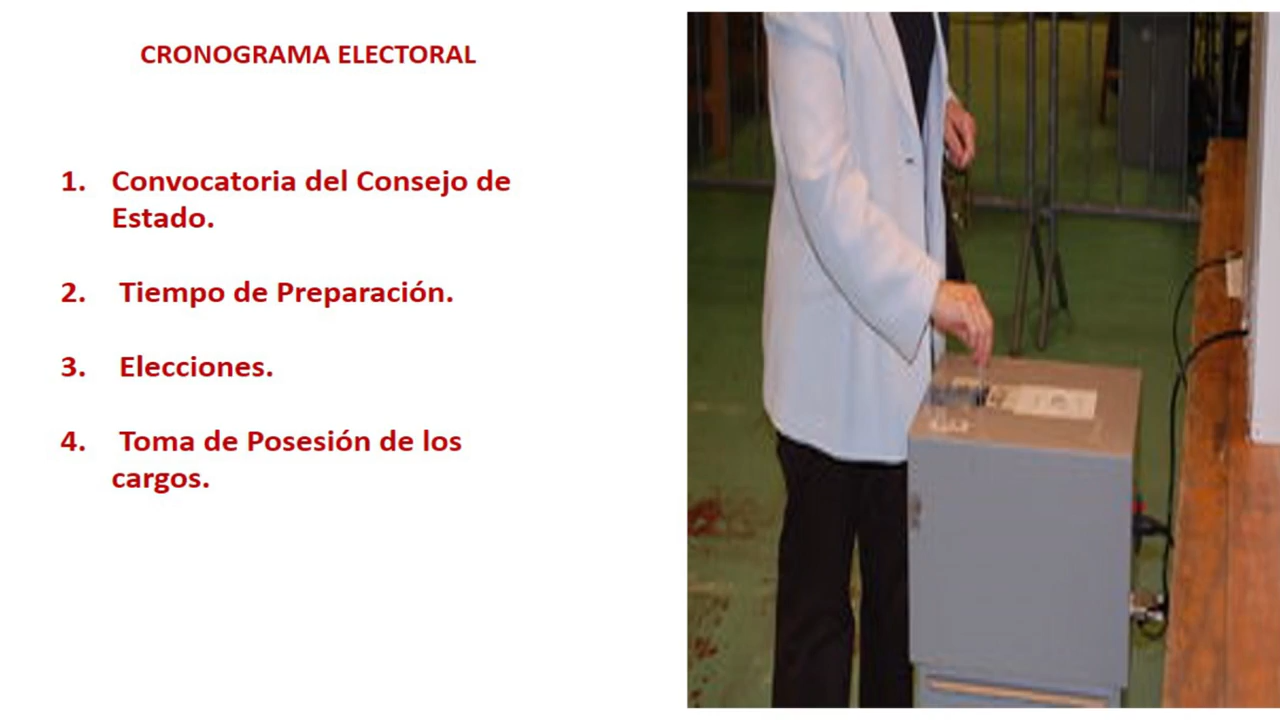 CRONOGRAMA ELECTORAL
1. Convocatoria del Consejo de
Estado.
2. Tiempo de Preparación.
3. Elecciones.
4. Toma de Posesión de los
cargos.